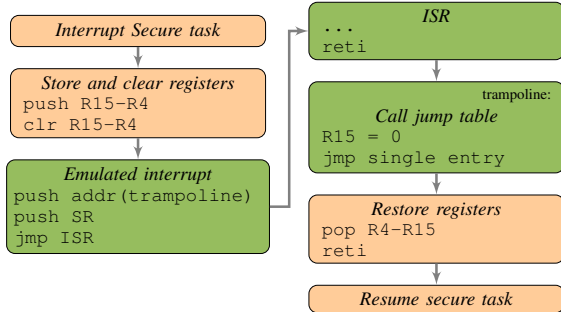 Interrupt Secure task
Store and clear registers
push R15-R4
clr R15-R4
Emulated interrupt
push addr(trampoline)
push SR
jmp ISR
ISR
...
reti
trampoline:
Call jump table
R15 = 0
jmp single entry
Restore registers
pop R4-R15
reti
Resume secure task